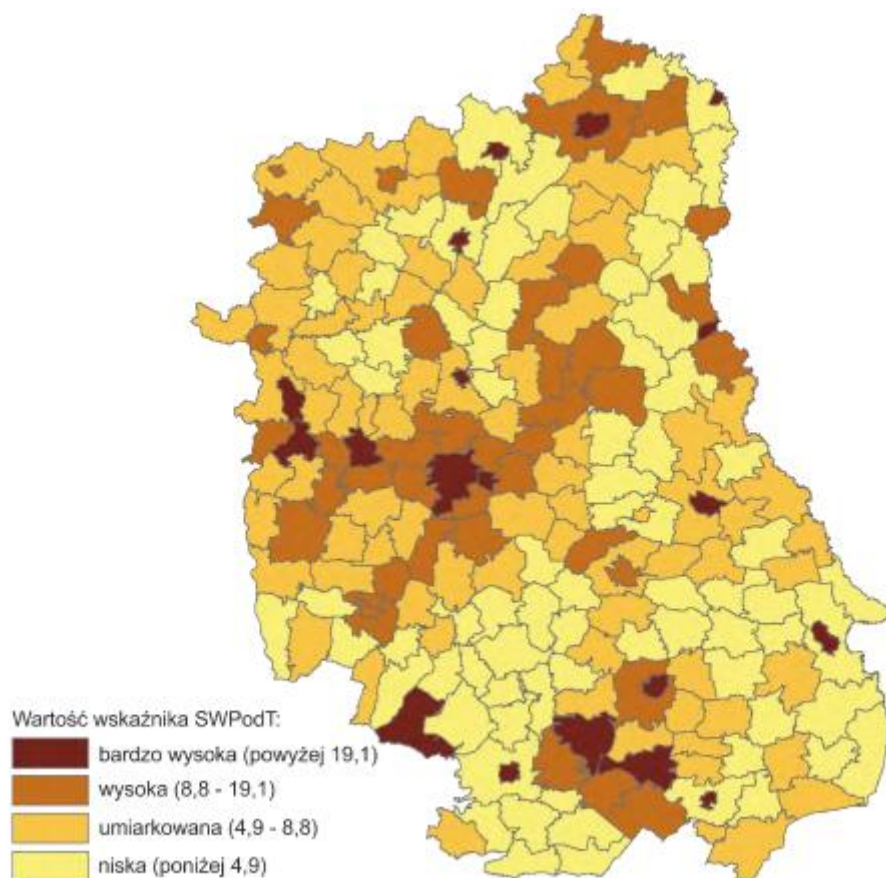 Wartość wskaźnika SWPodT:
bardzo wysoka (powyżej 19,1)
wysoka (8,8 - 19,1)
umiarkowana (4,9 - 8,8)
niska (poniżej 4,9)